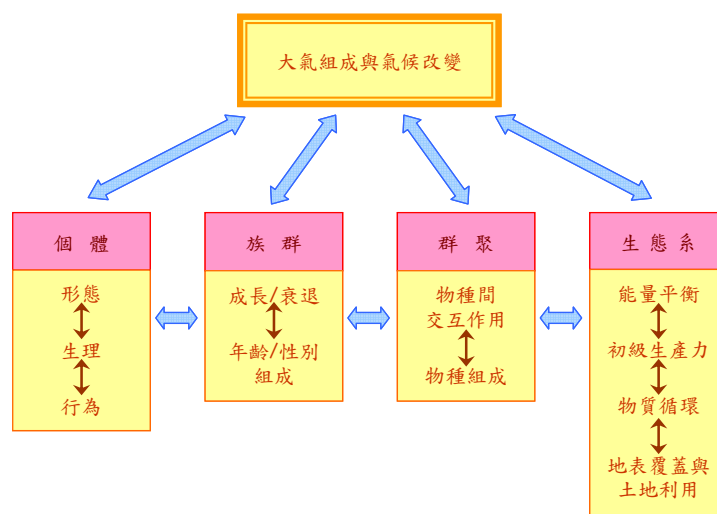 大氣組成與氣候改變
個 體
形態
生理
行為
族 群
成長/衰退
年齡/性別
組成
群 聚
物種間
交互作用
物種組成
生 態 系
能量平衡
初級生產力
物質循環
地表覆蓋與
土地利用